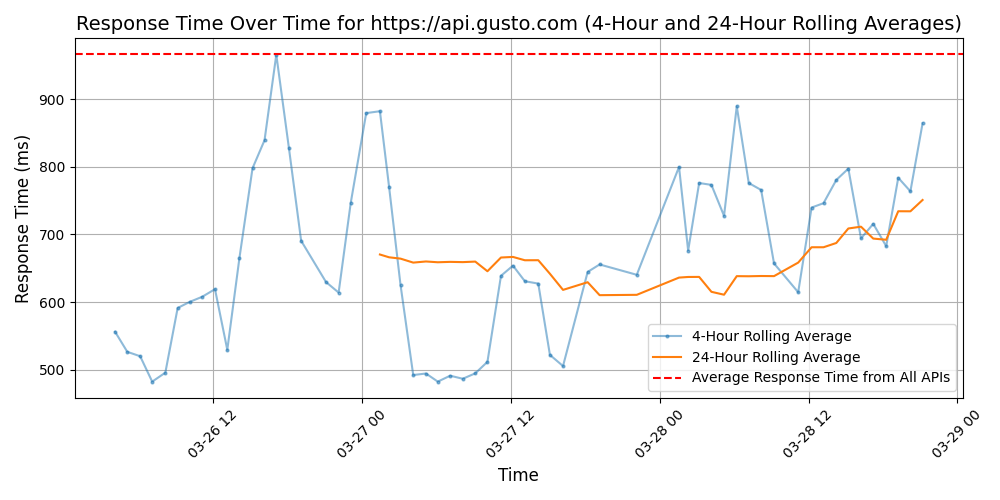 Response Time Over Time for https://api.gusto.com (4-Hour and 24-Hour Rolling Averages)
Response Time (ms)
900
800
700
600
500
4-Hour Rolling Average
24-Hour Rolling Average
Average Response Time from All APIs
03-26 12
03-27 00
03-27 12
03-28 00
03-28 12
03-29 00
Time